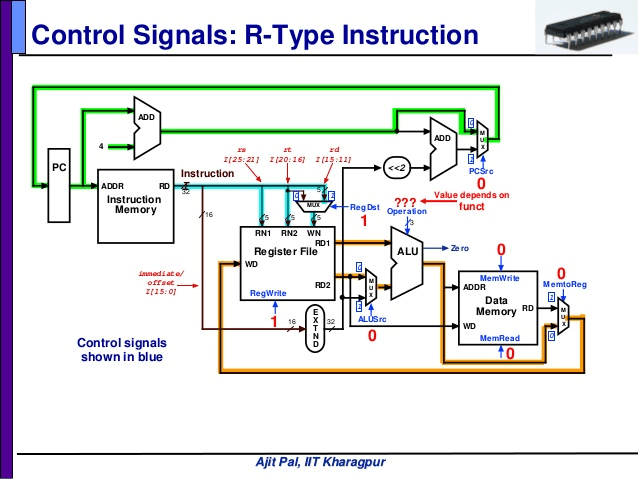 Control Signals: R-Type Instruction
ADD
4
PC
ADDR
RD
Instruction
Memory
Instruction
32
16
rs
I[25:21]
rt
I[20:16]
rd
I[15:11]
5
0
1
MUX
RegDst
1
5
5
5
RN1
RN2
WN
Register File
RD1
WD
RD2
RegWrite
1
immediate/
offset
I[15:0]
16
E
X
T
N
D
32
<<2
ADD
0
M
U
X
1
PCSrc
0
Value depends on
funct
???
Operation
3
ALU
Zero
0
M
U
X
1
ALUSrc
0
0
MemWrite
ADDR
Data
Memory
RD
WD
MemRead
0
0
MemtoReg
1
M
U
X
0
Control signals
shown in blue
Ajit Pal, IIT Kharagpur